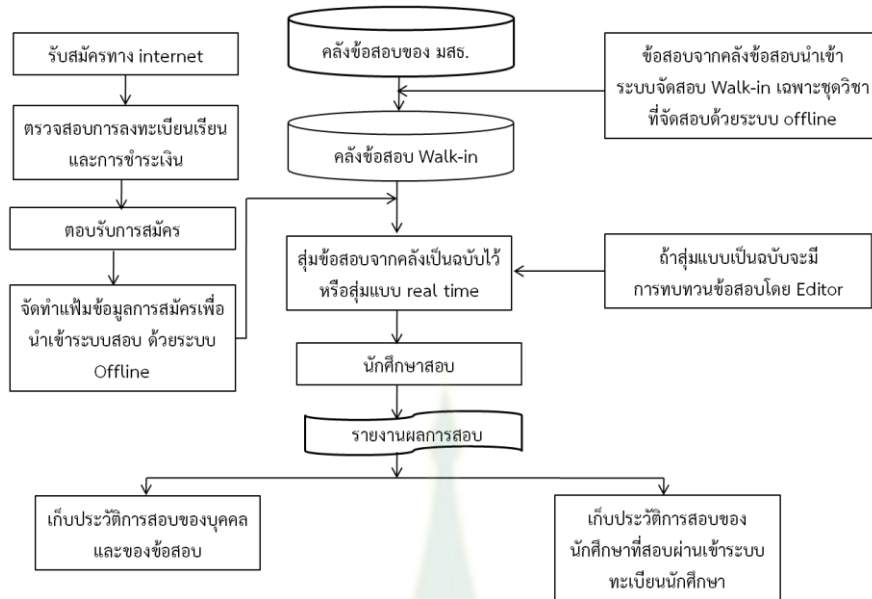 รับสมัครทาง internet
ตรวจสอบการลงทะเบียนเรียน
และการชำระเงิน
ตอบรับการสมัคร
จัดทำแฟ้มข้อมูลการสมัครเพื่อ
นำเข้าระบบสอบ ด้วยระบบ
Offline
คลังข้อสอบของ มสธ.
ข้อสอบจากคลังข้อสอบนำเข้า
ระบบจัดสอบ Walk-in เฉพาะชุดวิชา
ที่จัดสอบด้วยระบบ offline
คลังข้อสอบ Walk-in
สุ่มข้อสอบจากคลังเป็นฉบับไว้
หรือสุ่มแบบ real time
ถ้าสุ่มแบบเป็นฉบับจะมี
การทบทวนข้อสอบโดย Editor
นักศึกษาสอบ
รายงานผลการสอบ
เก็บประวัติการสอบของบุคคล
และของข้อสอบ
เก็บประวัติการสอบของ
นักศึกษาที่สอบผ่านเข้าระบบ
ทะเบียนนักศึกษา